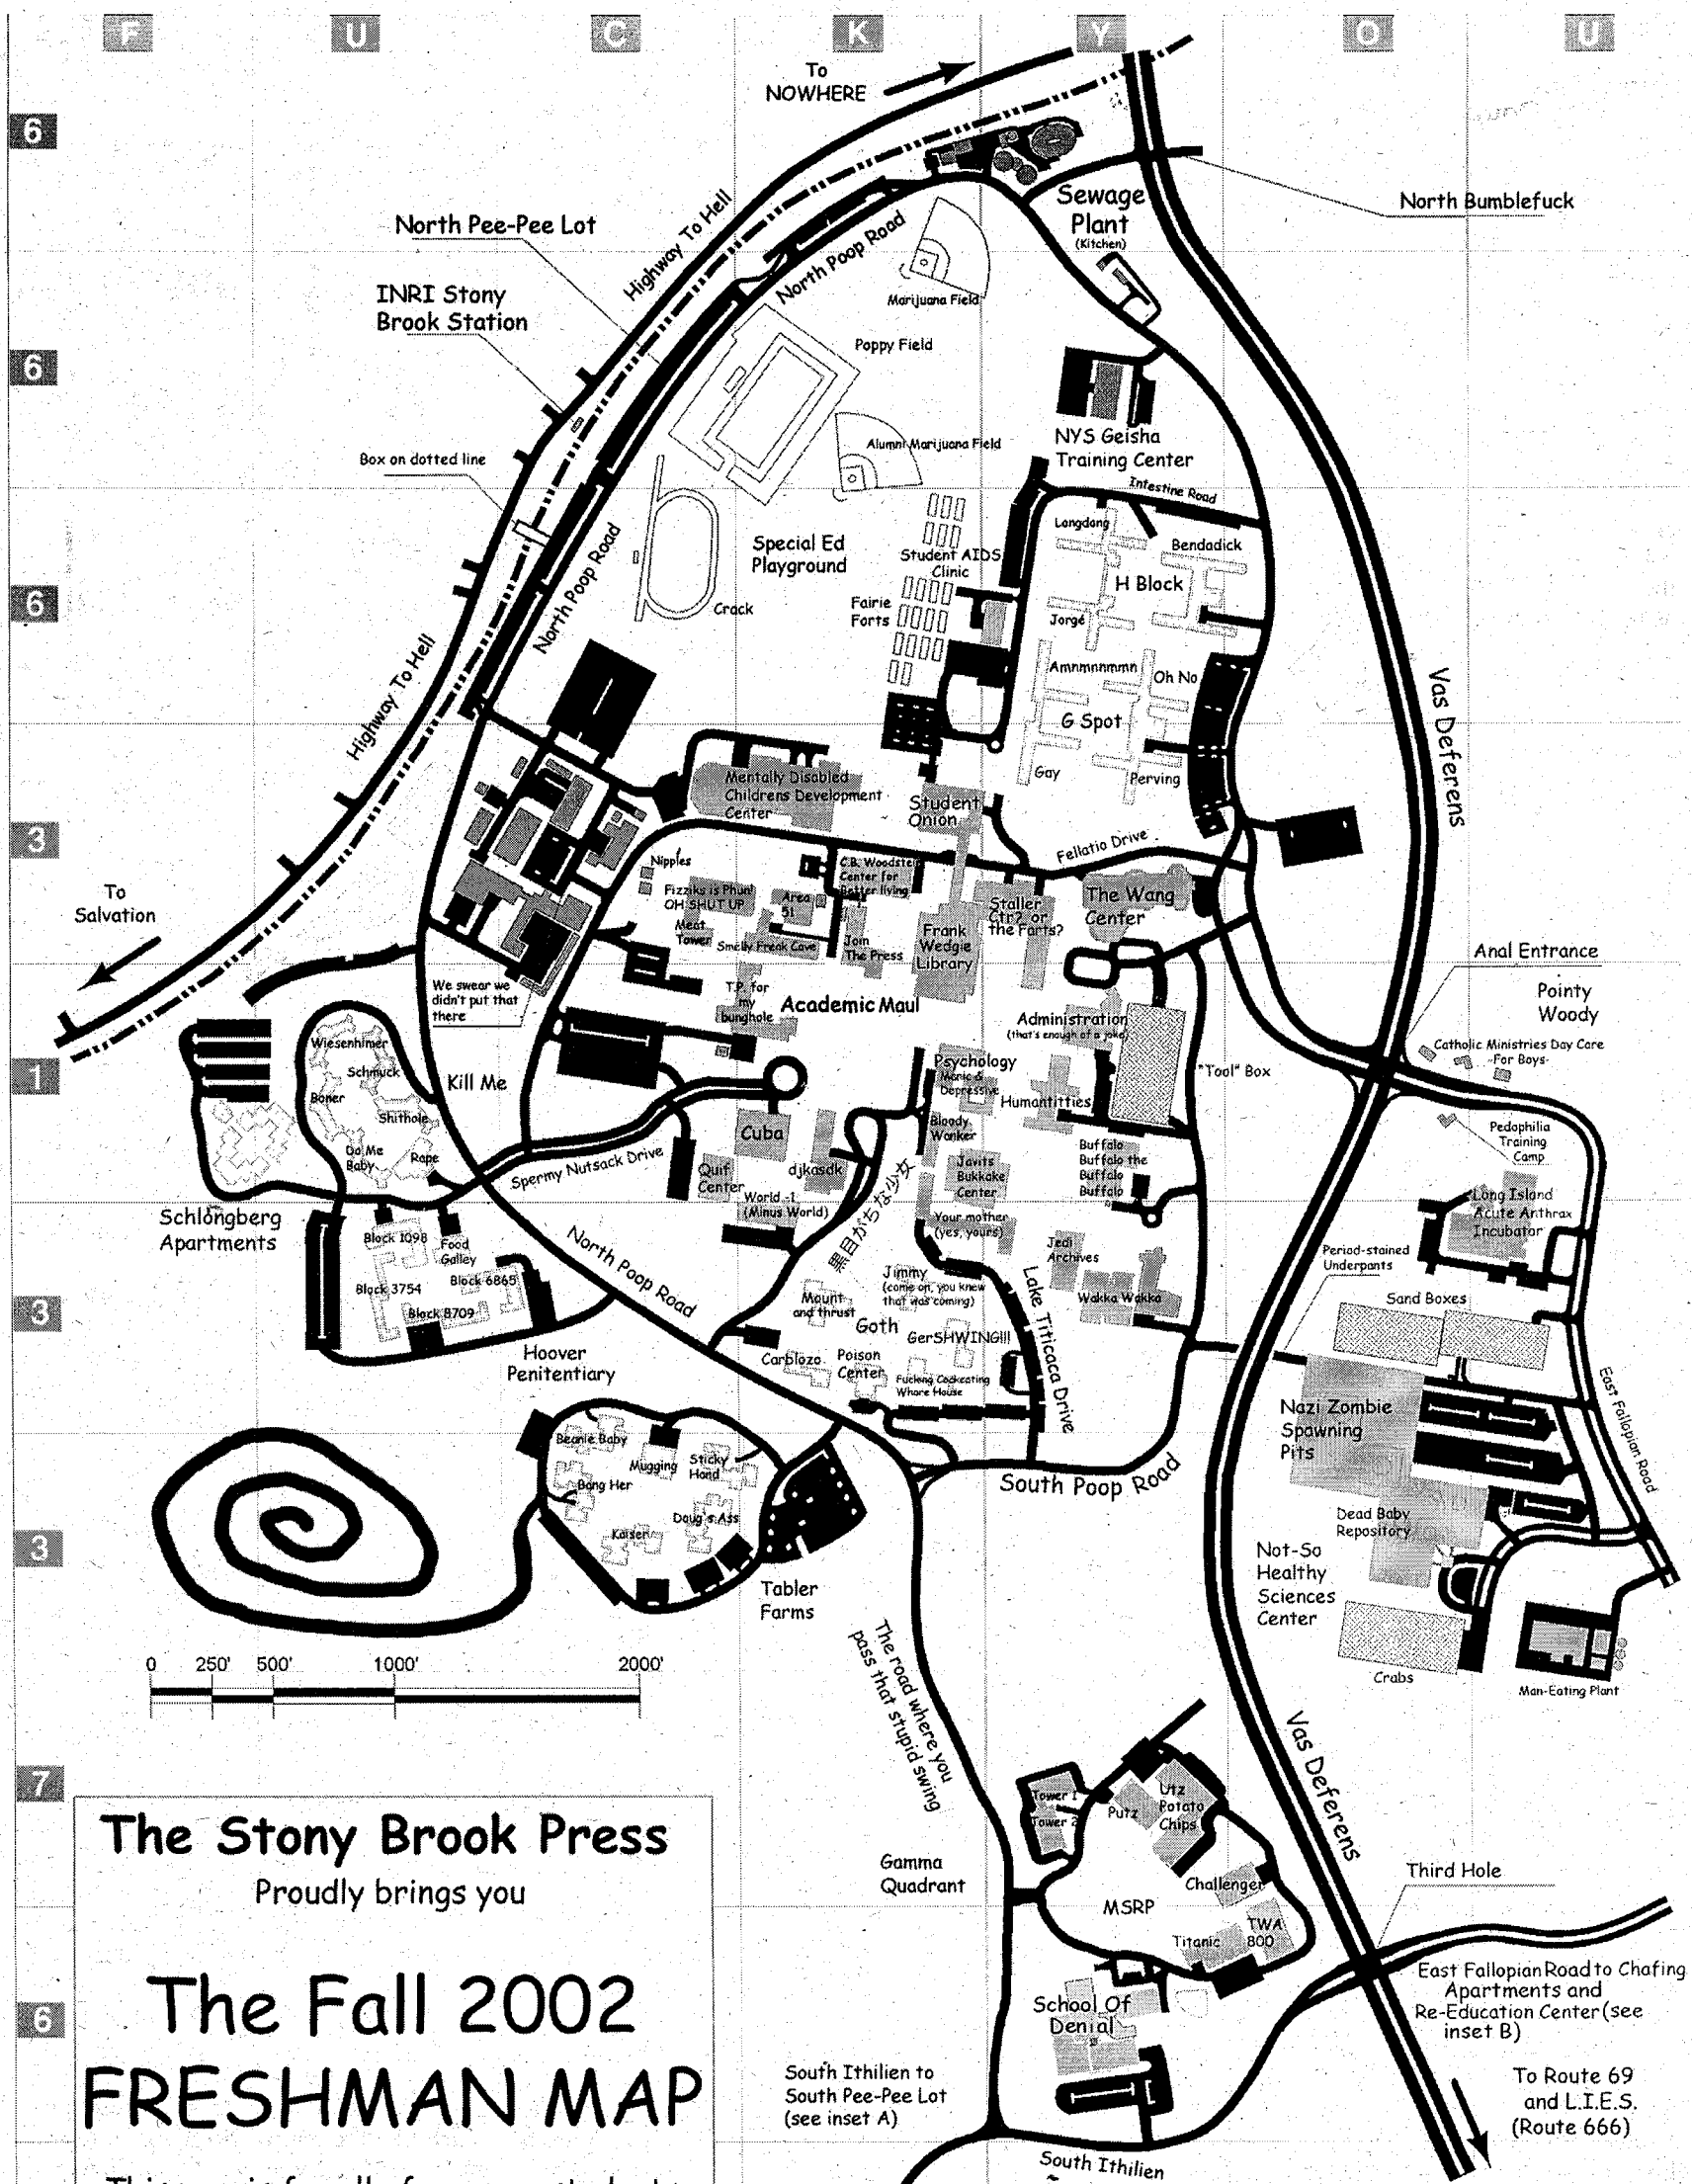 F U C K Y O U
To
NOWHERE
6
North Pee-Pee Lot
Highway To Hell
North Poop Road
Sewage
Plant
(Kitchen)
North Bumblefuck
INRI Stony
Brook Station
Marijuana Field
Poppy Field
6
Alumni Marijuana Field
NYS Geisha
Training Center
Box on dotted line
Intestine Road
Longdong
Bendadick
Special Ed
Playground
Student AIDS
Clinic
H Block
North Poop Road
Crack
Fairie
Forts
Jorgé
6
Highway To Hell
Amnmnmmn
Oh No
G Spot
Vas Deferens
Gay
Perving
Mentally Disabled
Childrens Development
Center
Student
Onion
3
Fellatio Drive
Nipples
C.B. Woodstein
Center for
Better living
Fizziks is Phun!
OH SHUT UP
Area
51
Staller
Ctr? or
the Farts?
The Wang
Center
To
Salvation
Meat
Tower
Smelly Freak Cave
Join
The Press
Frank
Wedgie
Library
Anal Entrance
We swear we
didn't put that
there
T.P. for
my
bunghole
Academic Maul
Pointy
Woody
Administration
(that's enough of a joke)
Wiesenhimer
Schmuck
Kill Me
Psychology
Manic &
Depressive
"Tool" Box
Catholic Ministries Day Care
-For Boys-
1
Boner
Shithole
Humantitties
Cuba
Bloody
Wanker
Pedophilia
Training
Camp
Do Me
Baby
Rape
Spermy Nutsack Drive
Quif
Center
djkasdk
Javits
Bukkake
Center
Buffalo
Buffalo the
Buffalo
Buffalo
World -1
(Minus World)
黒目がちな少女
Your mother
(yes, yours)
Long Island
Acute Anthrax
Incubator
Schlongberg
Apartments
Block 1098
Food
Galley
North Poop Road
Jedi
Archives
Period-stained
Underpants
Block 3754
Block 6865
Block 8709
Jimmy
(come on, you knew
that was coming)
Mount
and thrust
Goth
Wakka Wakka
Sand Boxes
3
GerSHWING!!!
Lake Titicaca Drive
Hoover
Penitentiary
Carblozo
Poison
Center
Fucking Cockeating
Whore House
East Fallopian Road
Nazi Zombie
Spawning
Pits
Beanie Baby
Mugging
Sticky
Hand
Bang Her
South Poop Road
Doug's Ass
Kaiser
Dead Baby
Repository
3
Not-So
Healthy
Sciences
Center
Tabler
Farms
The road where you
pass that stupid swing
0 250' 500' 1000' 2000'
Crabs
Man-Eating Plant
Vas Deferens
7
Tower 1
Tower 2
Putz
Utz
Potato
Chips
The Stony Brook Press
Proudly brings you
Gamma
Quadrant
Challenger
Third Hole
MSRP
Titanic
TWA
800
The Fall 2002
FRESHMAN MAP
6
School Of
Denial
East Fallopian Road to Chafing
Apartments and
Re-Education Center (see
inset B)
South Ithilien to
South Pee-Pee Lot
(see inset A)
To Route 69
and L.I.E.S.
(Route 666)
South Ithilien